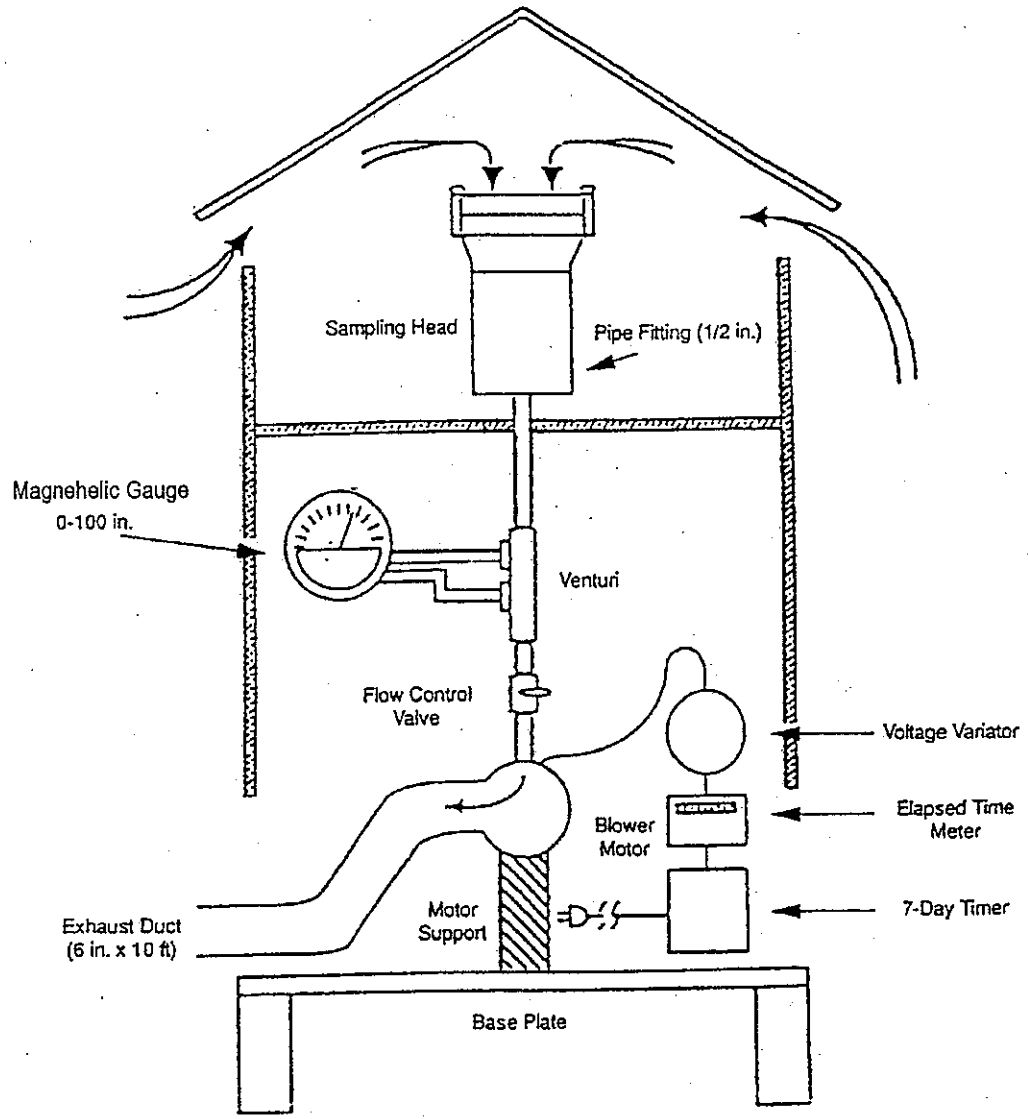 Sampling Head
Pipe Fitting (1/2 in.)
Magnehelic Gauge
0-100 in.
Venturi
Flow Control
Valve
Voltage Variator
Elapsed Time
Meter
Blower
Motor
7-Day Timer
Exhaust Duct
(6 in. x 10 ft)
Motor
Support
Base Plate